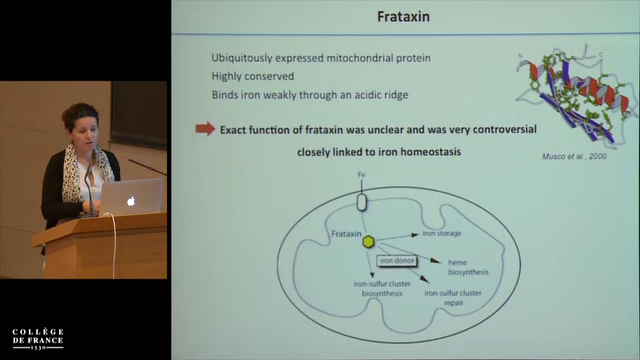 Frataxin
Ubiquitously expressed mitochondrial protein
Highly conserved
Binds iron weakly through an acidic ridge
Exact function of frataxin was unclear and was very controversial
closely linked to iron homeostasis
Musco et al., 2000
Fe
Frataxin
iron storage
iron donor
heme
biosynthesis
iron-sulfur cluster
biosynthesis
iron-sulfur cluster
repair
COLLÈGE
DE FRANCE
1530
N
C